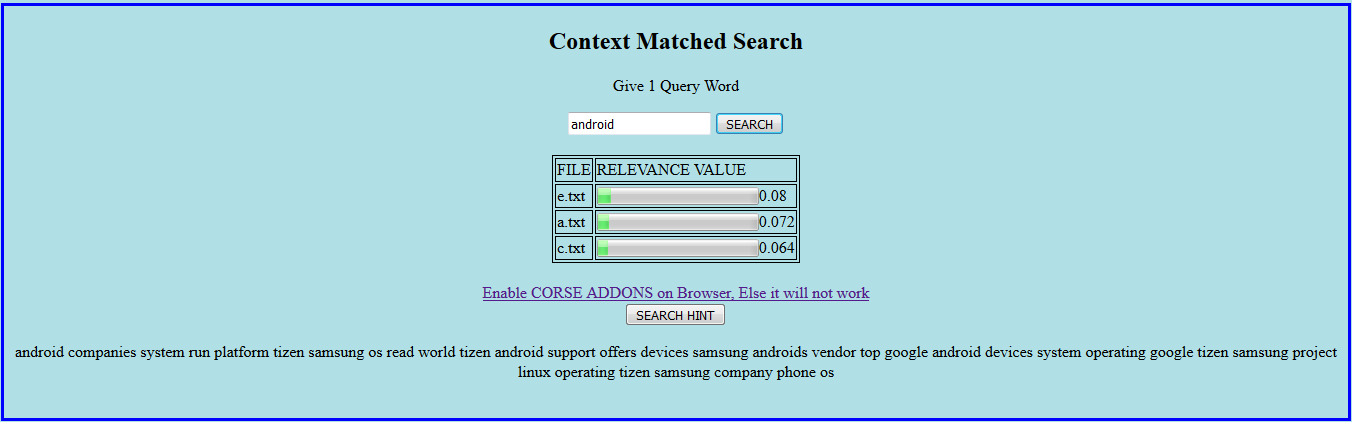 Context Matched Search
Give 1 Query Word
android SEARCH
FILE RELEVANCE VALUE
e.txt 0.08
a.txt 0.072
c.txt 0.064
Enable CORSE ADDONS on Browser, Else it will not work
SEARCH HINT
android companies system run platform tizen samsung os read world tizen android support offers devices samsung androids vendor top google android devices system operating google tizen samsung project
linux operating tizen samsung company phone os